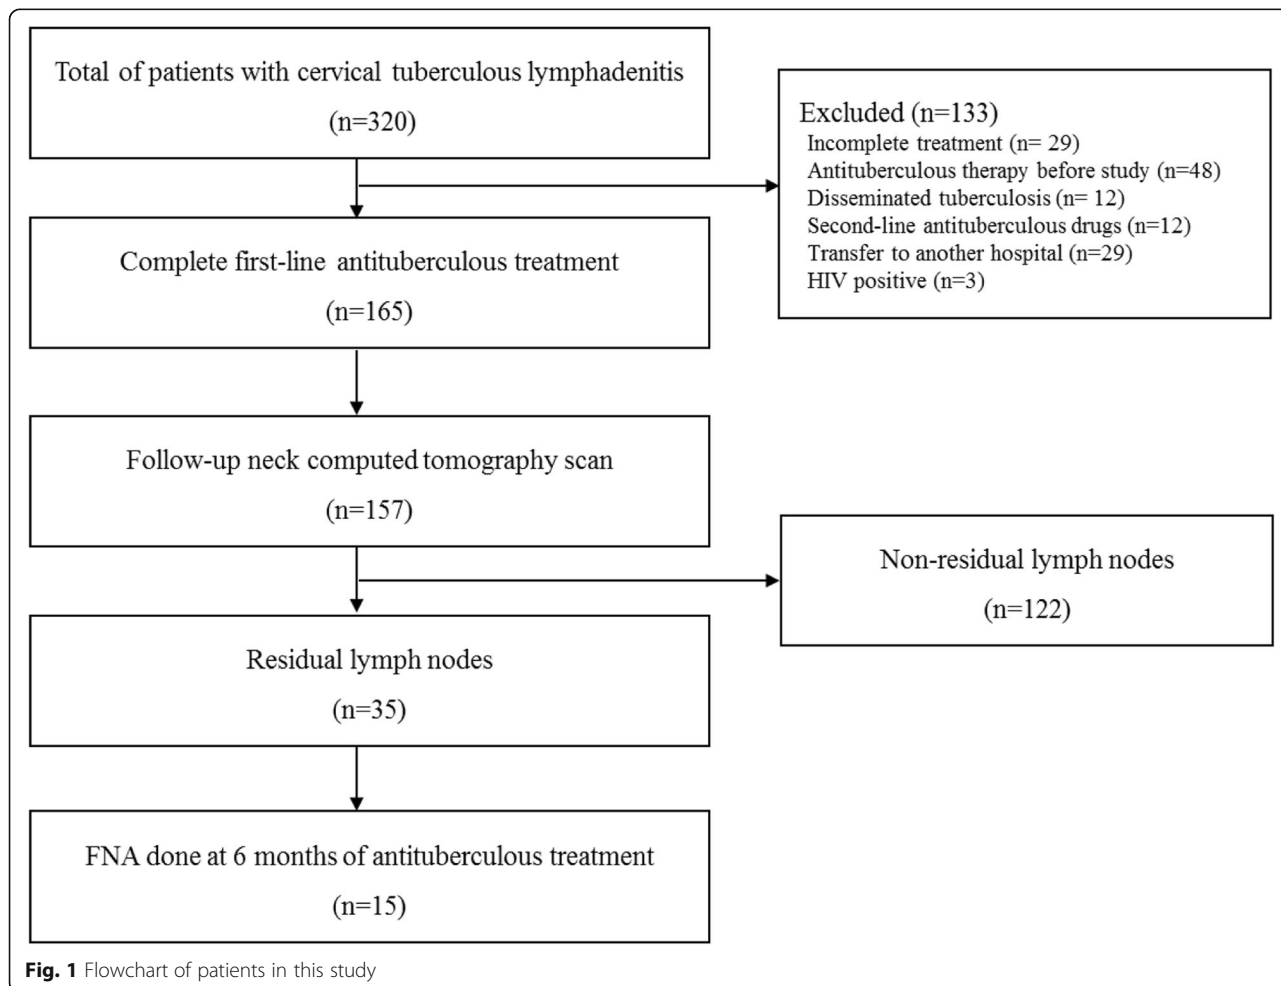 Total of patients with cervical tuberculous lymphadenitis
(n=320)
Excluded (n=133)
Incomplete treatment (n= 29)
Antituberculous therapy before study (n=48)
Disseminated tuberculosis (n= 12)
Second-line antituberculous drugs (n=12)
Transfer to another hospital (n=29)
HIV positive (n=3)
Complete first-line antituberculous treatment
(n=165)
Follow-up neck computed tomography scan
(n=157)
Non-residual lymph nodes
(n=122)
Residual lymph nodes
(n=35)
FNA done at 6 months of antituberculous treatment
(n=15)
Fig. 1 Flowchart of patients in this study